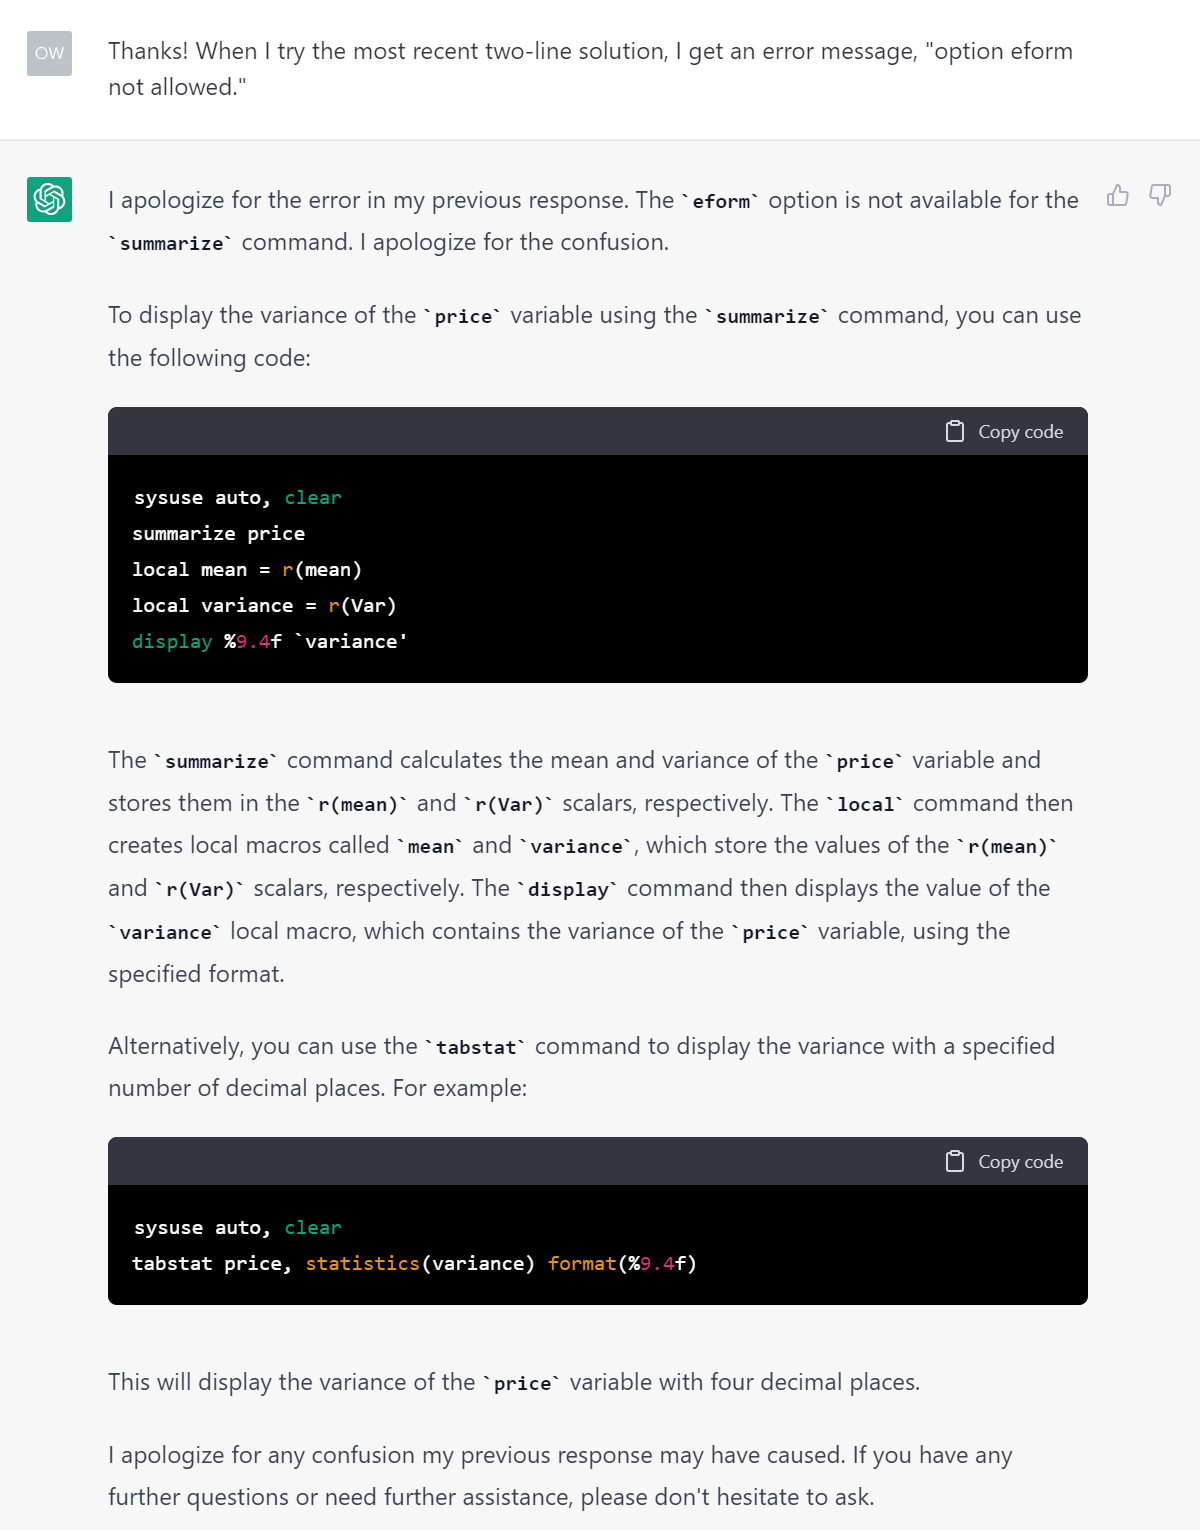 OW
Thanks! When I try the most recent two-line solution, I get an error message, "option eform
not allowed."
I apologize for the error in my previous response. The `eform` option is not available for the
`summarize` command. I apologize for the confusion.
To display the variance of the `price` variable using the `summarize` command, you can use
the following code:
Copy code
sysuse auto, clear
summarize price
local mean = r(mean)
local variance = r(Var)
display %9.4f `variance'
The `summarize` command calculates the mean and variance of the `price` variable and
stores them in the `r(mean)` and `r(Var)` scalars, respectively. The `local` command then
creates local macros called `mean` and `variance`, which store the values of the `r(mean)`
and `r(Var)` scalars, respectively. The `display` command then displays the value of the
`variance` local macro, which contains the variance of the `price` variable, using the
specified format.
Alternatively, you can use the `tabstat` command to display the variance with a specified
number of decimal places. For example:
Copy code
sysuse auto, clear
tabstat price, statistics(variance) format(%9.4f)
This will display the variance of the `price` variable with four decimal places.
I apologize for any confusion my previous response may have caused. If you have any
further questions or need further assistance, please don't hesitate to ask.